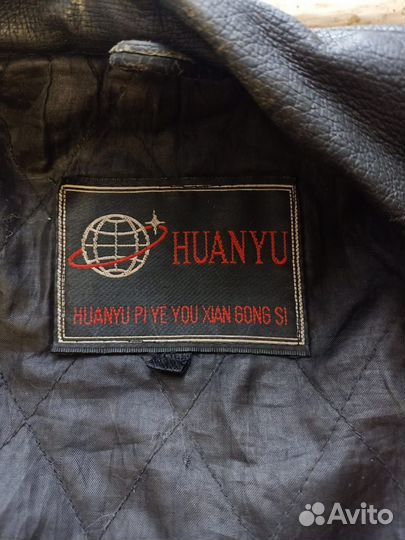 HUANYU
HUANYU PI YE YOU XIAN GONG SI
Avito